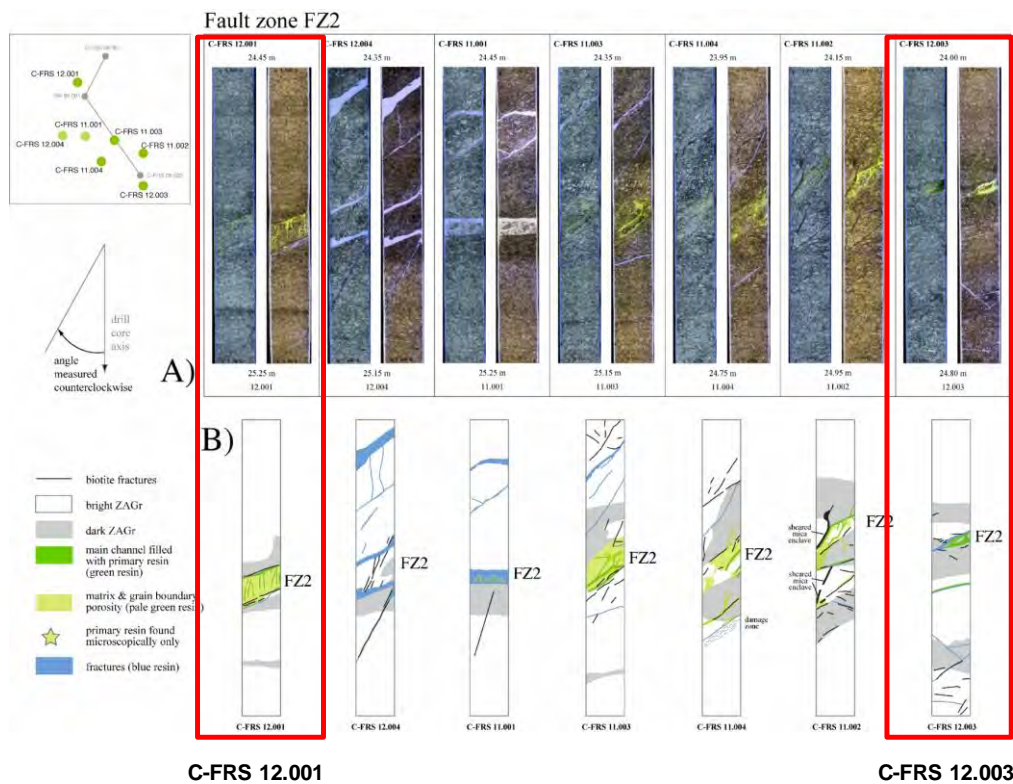 Fault zone FZ2
C-FRS 12.001
C-FRS 11.001
C-FRS 11.003
C-FRS 12.004
C-FRS 11.002
C-FRS 11.004
C-FRS 12.003
C-FRS 12.001
24.45 m
C-FRS 12.004
24.35 m
C-FRS 11.001
24.45 m
C-FRS 11.003
24.35 m
C-FRS 11.004
23.95 m
C-FRS 11.002
24.15 m
C-FRS 12.003
24.00 m
drill
core
axis
angle
measured
counterclockwise
A)
25.25 m
12.001
25.15 m
12.004
25.25 m
11.001
25.15 m
11.003
24.75 m
11.004
24.95 m
11.002
24.80 m
12.003
B)
biotite fractures
bright ZAGr
dark ZAGr
main channel filled
with primary resin
(green resin)
matrix & grain boundary
porosity (pale green resin)
primary resin found
microscopically only
fractures (blue resin)
FZ2
FZ2
FZ2
FZ2
FZ2
damage
zone
sheared
mica
enclave
sheared
mica
enclave
FZ2
FZ2
C-FRS 12.001
C-FRS 12.004
C-FRS 11.001
C-FRS 11.003
C-FRS 11.004
C-FRS 11.002
C-FRS 12.003
C-FRS 12.001
C-FRS 12.003